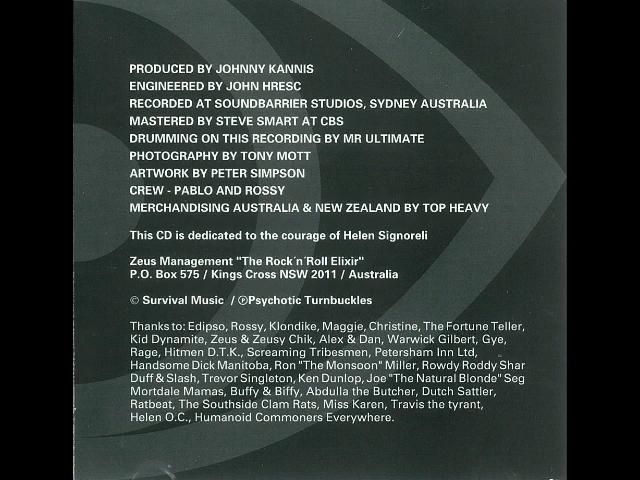 PRODUCED BY JOHNNY KANNIS
ENGINEERED BY JOHN HRESC
RECORDED AT SOUNDBARRIER STUDIOS, SYDNEY AUSTRALIA
MASTERED BY STEVE SMART AT CBS
DRUMMING ON THIS RECORDING BY MR ULTIMATE
PHOTOGRAPHY BY TONY MOTT
ARTWORK BY PETER SIMPSON
CREW - PABLO AND ROSSY
MERCHANDISING AUSTRALIA & NEW ZEALAND BY TOP HEAVY
This CD is dedicated to the courage of Helen Signoreli
Zeus Management "The Rock´n´Roll Elixir"
P.O. Box 575 / Kings Cross NSW 2011 / Australia
© Survival Music / ℗Psychotic Turnbuckles
Thanks to: Edipso, Rossy, Klondike, Maggie, Christine, The Fortune Teller,
Kid Dynamite, Zeus & Zeusy Chik, Alex & Dan, Warwick Gilbert, Gye,
Rage, Hitmen D.T.K., Screaming Tribesmen, Petersham Inn Ltd,
Handsome Dick Manitoba, Ron "The Monsoon" Miller, Rowdy Roddy Shar
Duff & Slash, Trevor Singleton, Ken Dunlop, Joe "The Natural Blonde" Seg
Mortdale Mamas, Buffy & Biffy, Abdulla the Butcher, Dutch Sattler,
Ratbeat, The Southside Clam Rats, Miss Karen, Travis the tyrant,
Helen O.C., Humanoid Commoners Everywhere.